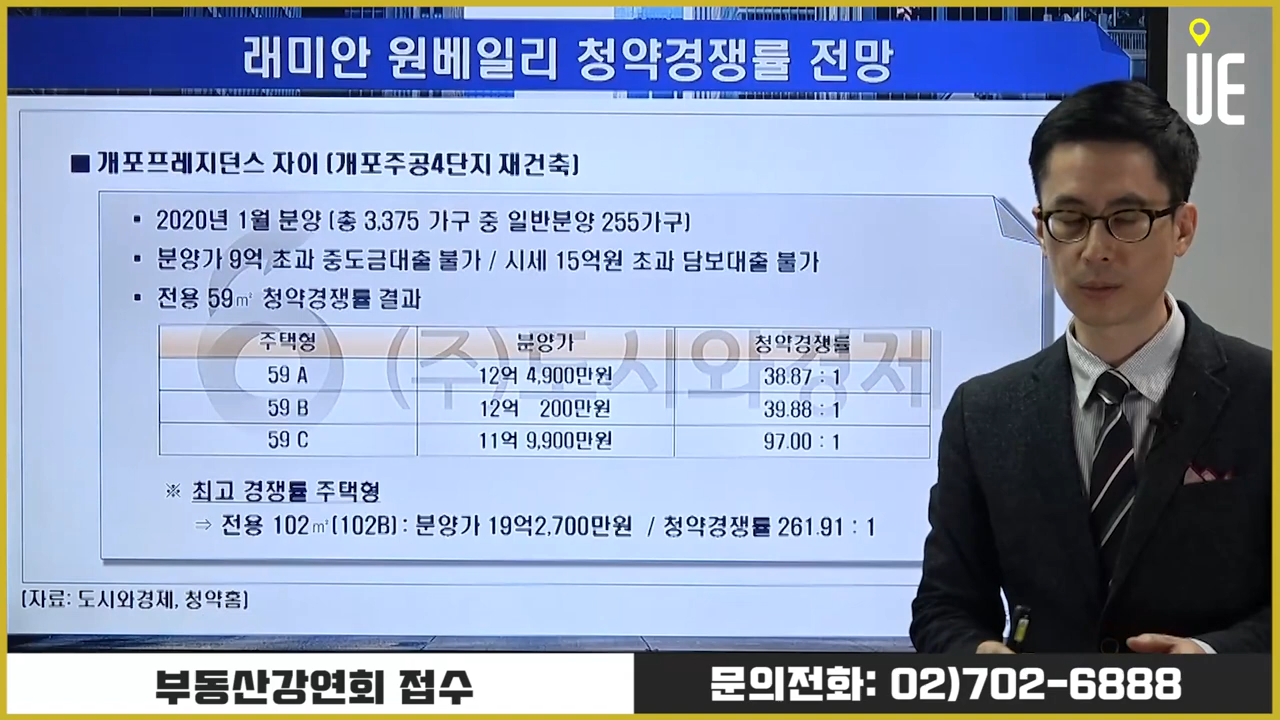 래미안 원베일리 청약경쟁률 전망
UE
■ 개포프레지던스 자이 (개포주공4단지 재건축)
▪ 2020년 1월 분양 (총 3,375 가구 중 일반분양 255가구)
▪ 분양가 9억 초과 중도금대출 불가 / 시세 15억원 초과 담보대출 불가
▪ 전용 59㎡ 청약경쟁률 결과
주택형 분양가 청약경쟁률
59 A 12억 4,900만원 38.87 : 1
59 B 12억 200만원 39.88 : 1
59 C 11억 9,900만원 97.00 : 1
(주)도시와경제
※ 최고 경쟁률 주택형
⇒ 전용 102㎡(102B) : 분양가 19억2,700만원 / 청약경쟁률 261.91 : 1
(자료: 도시와경제, 청약홈)
부동산강연회 접수
문의전화: 02)702-6888